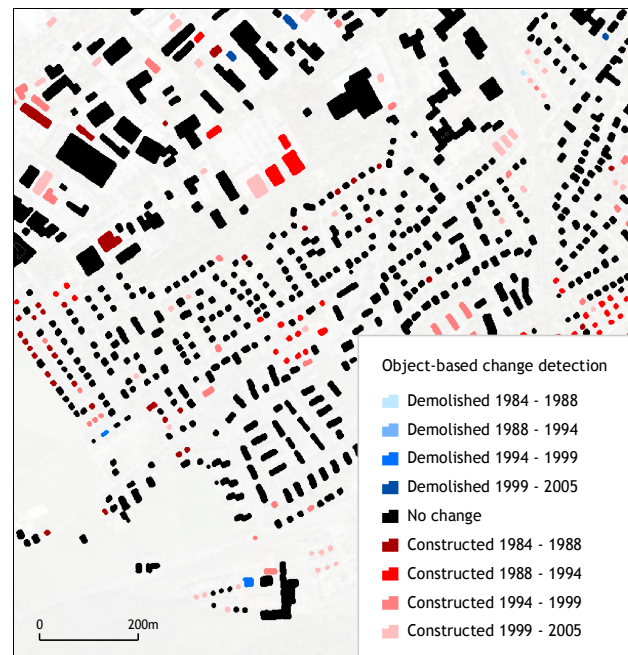 Object-based change detection
Demolished 1984 - 1988
Demolished 1988 - 1994
Demolished 1994 - 1999
Demolished 1999 - 2005
No change
Constructed 1984 - 1988
Constructed 1988 - 1994
Constructed 1994 - 1999
Constructed 1999 - 2005
0 200m